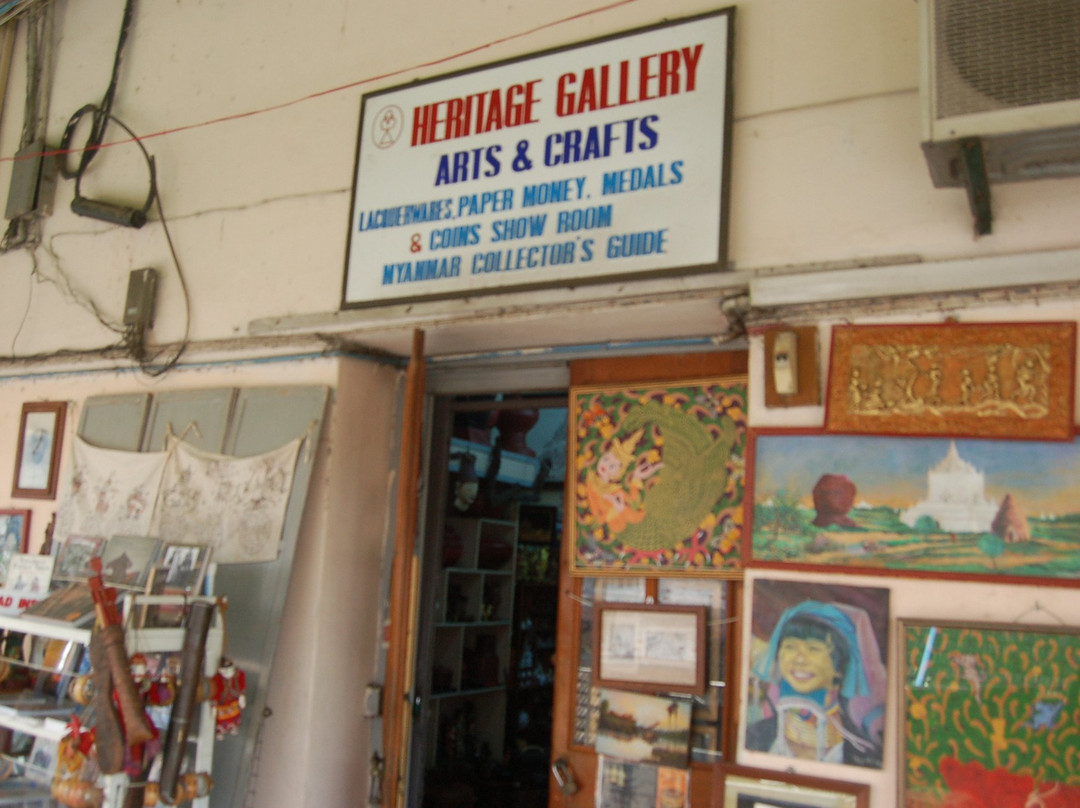 HERITAGE GALLERY
ARTS & CRAFTS
LACQUERWARES, PAPER MONEY, MEDALS
& COINS SHOW ROOM
MYANMAR COLLECTOR'S GUIDE